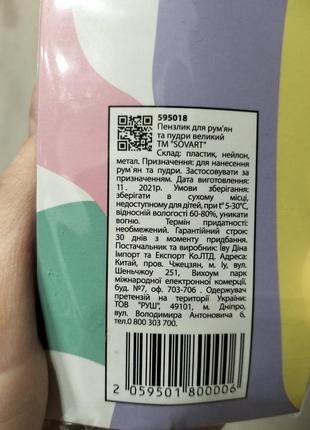 595018
Пензлик для рум'ян
та пудри великий
ТМ "SOVART"
Склад: пластик, нейлон,
метал. Призначення: для нанесення
рум`ян та пудри. Застосовувати за
призначенням. Дата виготовлення:
11. 2021р. Умови зберігання:
зберігати в сухому місці,
недоступному для дітей, при t° 5-30°C,
відносній вологості 60-80%, уникати
вогню. Термін придатності:
необмежений. Гарантійний строк:
30 днів з моменту придбання.
Постачальник та виробник: Іву Діна
Импорт та Експорт Ко.ЛТД. Адреса:
Китай, пров. Чжецзян, м. Іу, вул.
Шеньчжоу 251, Вихоум парк
міжнародної електронної комерції,
буд. №7, оф. 703-706 . Одержувач
претензій на території України:
ТОВ "РУШ", 49044, м. Дніпро,
вул. Володимира Антоновича 6,
тел.0 800 303 700.
2 059501 800006